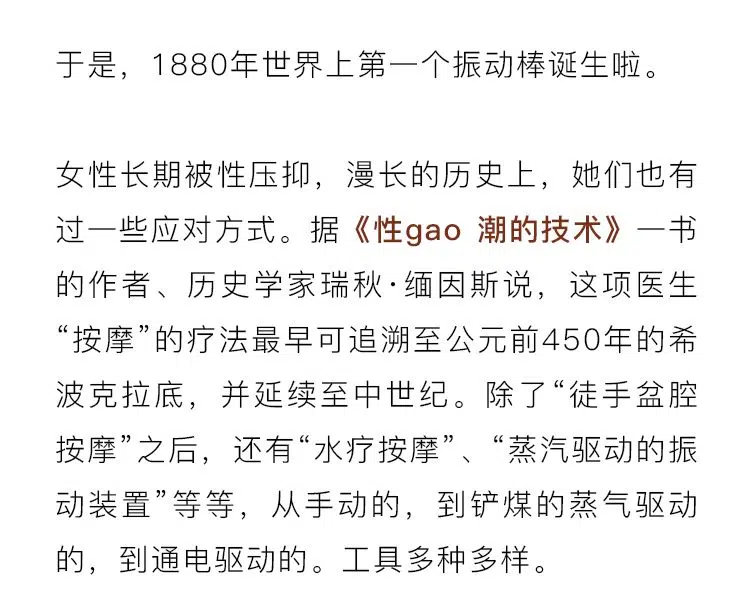 于是，1880年世界上第一个振动棒诞生啦。
女性长期被性压抑，漫长的历史上，她们也有
过一些应对方式。据《性gao 潮的技术》一书
的作者、历史学家瑞秋·缅因斯说，这项医生
“按摩”的疗法最早可追溯至公元前450年的希
波克拉底，并延续至中世纪。除了“徒手盆腔
按摩”之后，还有“水疗按摩”、“蒸汽驱动的振
动装置”等等，从手动的，到铲煤的蒸气驱动
的，到通电驱动的。工具多种多样。